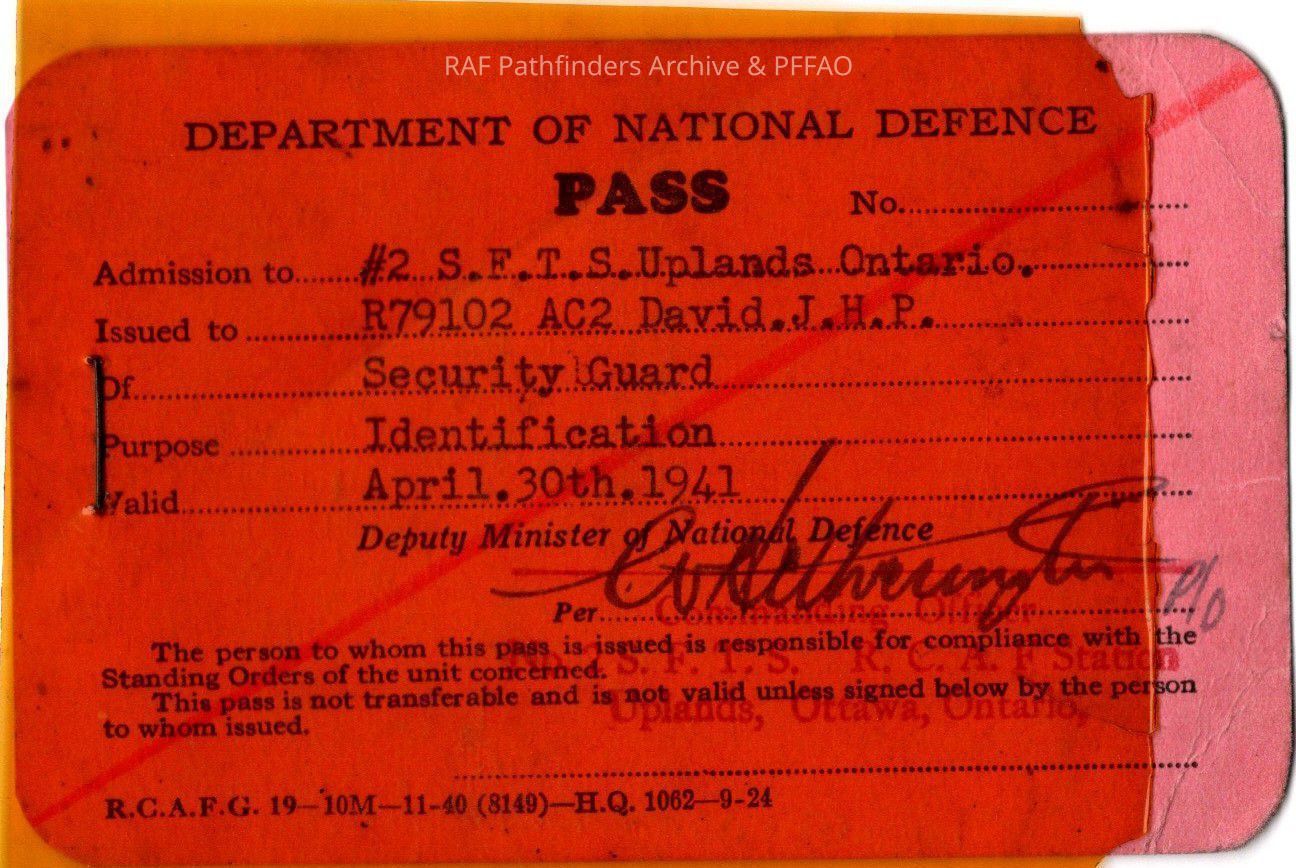 RAF Pathfinders Archive & PFFAO
DEPARTMENT OF NATIONAL DEFENCE
PASS
No.
Admission to #2 S.F.T.S. Uplands Ontario.
Issued to R79102 AC2 David.J.H.P.
Of Security Guard
Purpose Identification
Valid April.30th.1941
Deputy Minister of National Defence
Per
P/O
Commanding Officer
S. F. T. S. R. C. A. F Station
Uplands, Ottawa, Ontario,
The person to whom this pass is issued is responsible for compliance with the
Standing Orders of the unit concerned.
This pass is not transferable and is not valid unless signed below by the person
to whom issued.
R.C.A.F.G. 19—10M—11-40 (8149)—H.Q. 1062—9-24